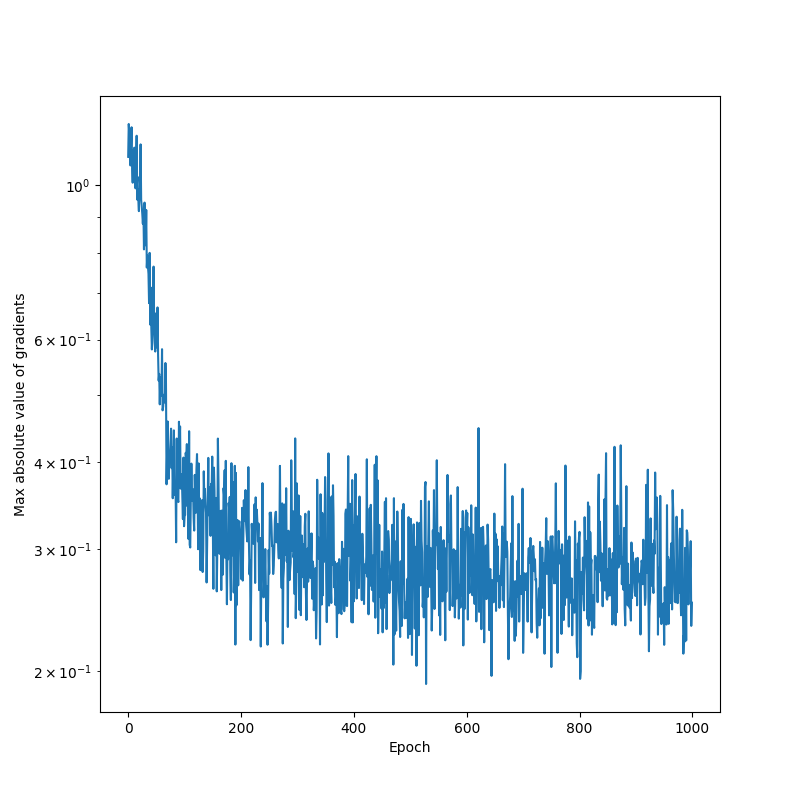 Max absolute value of gradients
10⁰
6 × 10⁻¹
4 × 10⁻¹
3 × 10⁻¹
2 × 10⁻¹
0 200 400 600 800 1000
Epoch